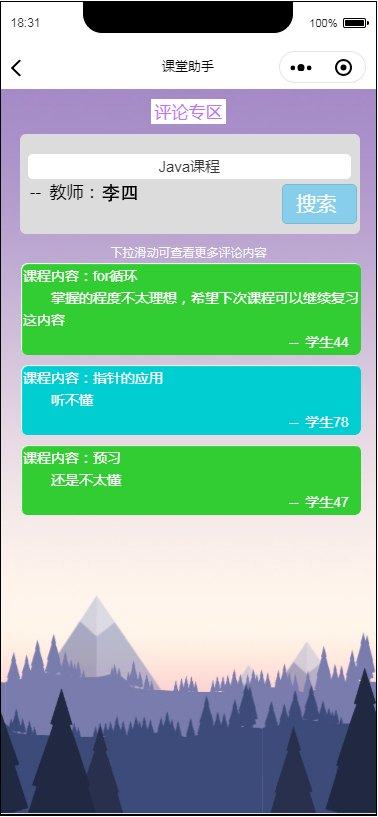 18:31
100%
课堂助手
评论专区
Java课程
-- 教师：李四
搜索
下拉滑动可查看更多评论内容
课程内容：for循环
掌握的程度不太理想，希望下次课程可以继续复习
这内容
-- 学生44
课程内容：指针的应用
听不懂
-- 学生78
课程内容：预习
还是不太懂
-- 学生47